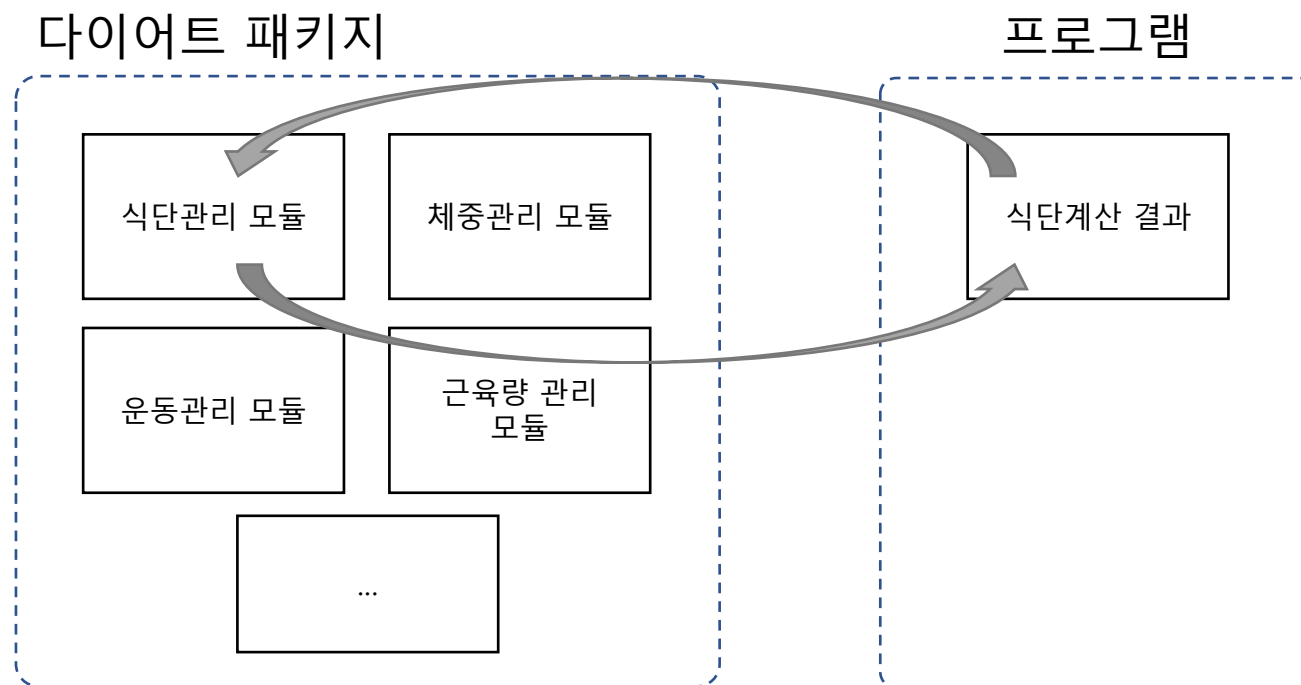 다이어트 패키지
프로그램
식단관리 모듈
체중관리 모듈
식단계산 결과
운동관리 모듈
근육량 관리
모듈
...